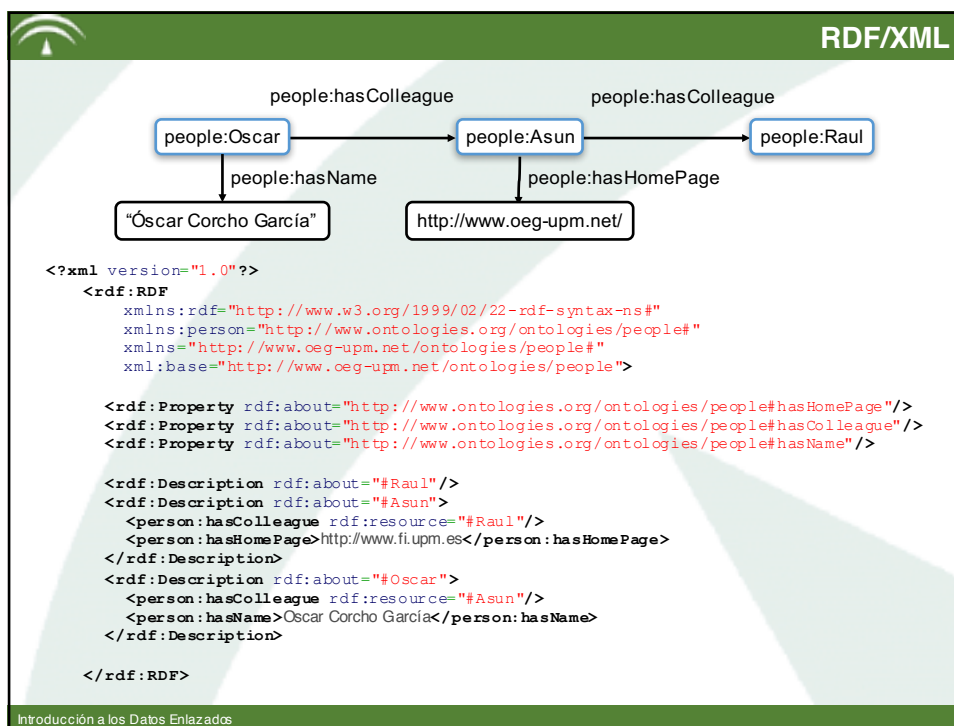 RDF/XML
people:hasColleague people:hasColleague
people:Oscar people:Asun people:Raul
people:hasName people:hasHomePage
“Óscar Corcho García” http://www.oeg-upm.net/
<?xml version="1.0"?>
<rdf:RDF
xmlns:rdf="http://www.w3.org/1999/02/22-rdf-syntax-ns#"
xmlns:person="http://www.ontologies.org/ontologies/people#"
xmlns="http://www.oeg-upm.net/ontologies/people#"
xml:base="http://www.oeg-upm.net/ontologies/people">
<rdf:Property rdf:about="http://www.ontologies.org/ontologies/people#hasHomePage"/>
<rdf:Property rdf:about="http://www.ontologies.org/ontologies/people#hasColleague"/>
<rdf:Property rdf:about="http://www.ontologies.org/ontologies/people#hasName"/>
<rdf:Description rdf:about="#Raul"/>
<rdf:Description rdf:about="#Asun">
<person:hasColleague rdf:resource="#Raul"/>
<person:hasHomePage>http://www.fi.upm.es</person:hasHomePage>
</rdf:Description>
<rdf:Description rdf:about="#Oscar">
<person:hasColleague rdf:resource="#Asun"/>
<person:hasName>Oscar Corcho García</person:hasName>
</rdf:Description>
</rdf:RDF>
Introducción a los Datos Enlazados